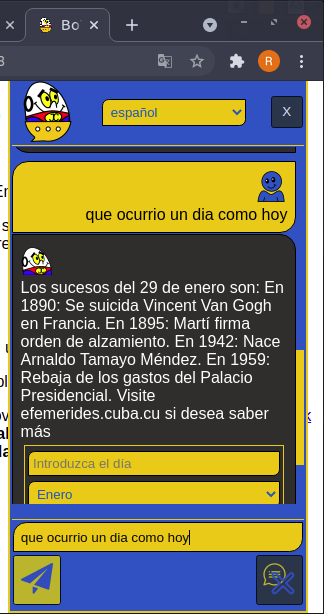 Bo
R
español
X
que ocurrio un dia como hoy
Los sucesos del 29 de enero son: En
1890: Se suicida Vincent Van Gogh
en Francia. En 1895: Martí firma
orden de alzamiento. En 1942: Nace
Arnaldo Tamayo Méndez. En 1959:
Rebaja de los gastos del Palacio
Presidencial. Visite
efemerides.cuba.cu si desea saber
más
Introduzca el día
Enero
que ocurrio un dia como hoy